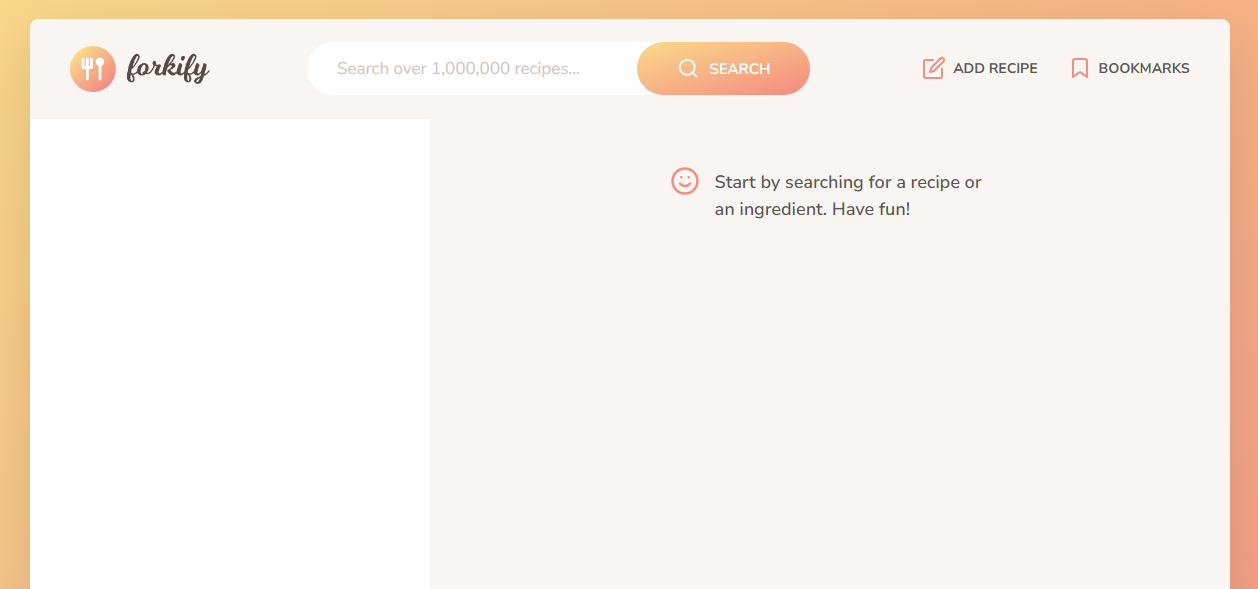 forkify
Search over 1,000,000 recipes...
SEARCH
ADD RECIPE
BOOKMARKS
Start by searching for a recipe or
an ingredient. Have fun!